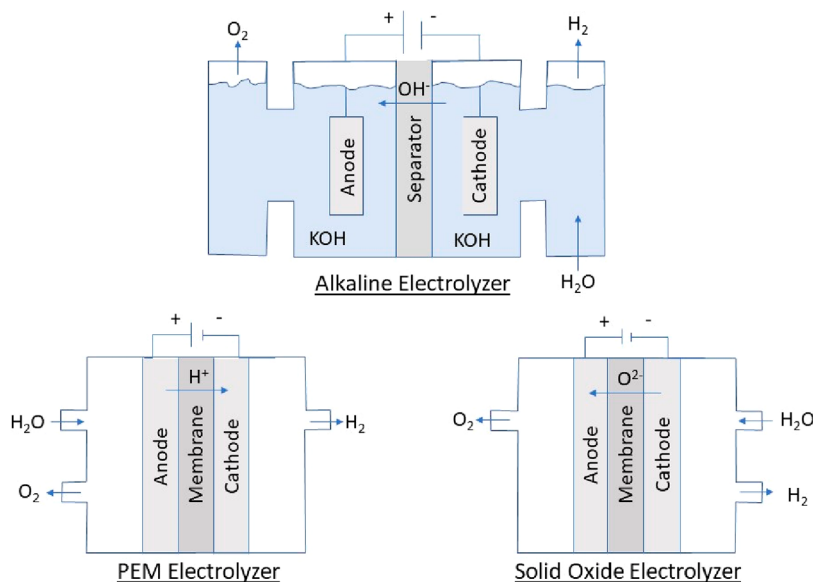 + -
O₂
H₂
OH⁻
Anode
Separator
Cathode
KOH
KOH
Alkaline Electrolyzer
H₂O
+ -
H⁺
H₂O
H₂
Anode
Membrane
Cathode
O₂
PEM Electrolyzer
+ -
O²⁻
O₂
H₂O
Anode
Membrane
Cathode
H₂
Solid Oxide Electrolyzer